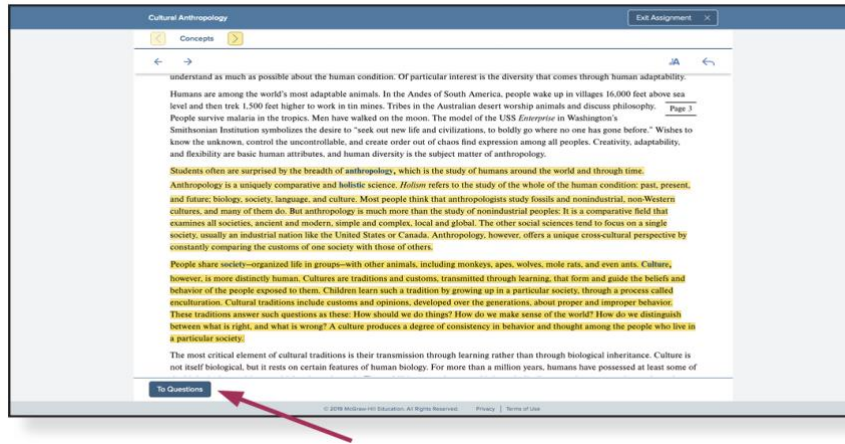 Cultural Anthropology
Exit Assignment ×
Concepts
understand as much as possible about the human condition. Of particular interest is the diversity that comes through human adaptability.
Humans are among the world's most adaptable animals. In the Andes of South America, people wake up in villages 16,000 feet above sea
level and then trek 1,500 feet higher to work in tin mines. Tribes in the Australian desert worship animals and discuss philosophy.
Page 3
People survive malaria in the tropics. Men have walked on the moon. The model of the USS Enterprise in Washington's
Smithsonian Institution symbolizes the desire to "seek out new life and civilizations, to boldly go where no one has gone before." Wishes to
know the unknown, control the uncontrollable, and create order out of chaos find expression among all peoples. Creativity, adaptability,
and flexibility are basic human attributes, and human diversity is the subject matter of anthropology.
Students often are surprised by the breadth of anthropology, which is the study of humans around the world and through time.
Anthropology is a uniquely comparative and holistic science. Holism refers to the study of the whole of the human condition: past, present,
and future; biology, society, language, and culture. Most people think that anthropologists study fossils and nonindustrial, non-Western
cultures, and many of them do. But anthropology is much more than the study of nonindustrial peoples: It is a comparative field that
examines all societies, ancient and modern, simple and complex, local and global. The other social sciences tend to focus on a single
society, usually an industrial nation like the United States or Canada. Anthropology, however, offers a unique cross-cultural perspective by
constantly comparing the customs of one society with those of others.
People share society—organized life in groups—with other animals, including monkeys, apes, wolves, mole rats, and even ants. Culture,
however, is more distinctly human. Cultures are traditions and customs, transmitted through learning, that form and guide the beliefs and
behavior of the people exposed to them. Children learn such a tradition by growing up in a particular society, through a process called
enculturation. Cultural traditions include customs and opinions, developed over the generations, about proper and improper behavior.
These traditions answer such questions as these: How should we do things? How do we make sense of the world? How do we distinguish
between what is right, and what is wrong? A culture produces a degree of consistency in behavior and thought among the people who live in
a particular society.
The most critical element of cultural traditions is their transmission through learning rather than through biological inheritance. Culture is
not itself biological, but it rests on certain features of human biology. For more than a million years, humans have possessed at least some of
To Questions
© 2019 McGraw-Hill Education. All Rights Reserved. Privacy | Terms of Use